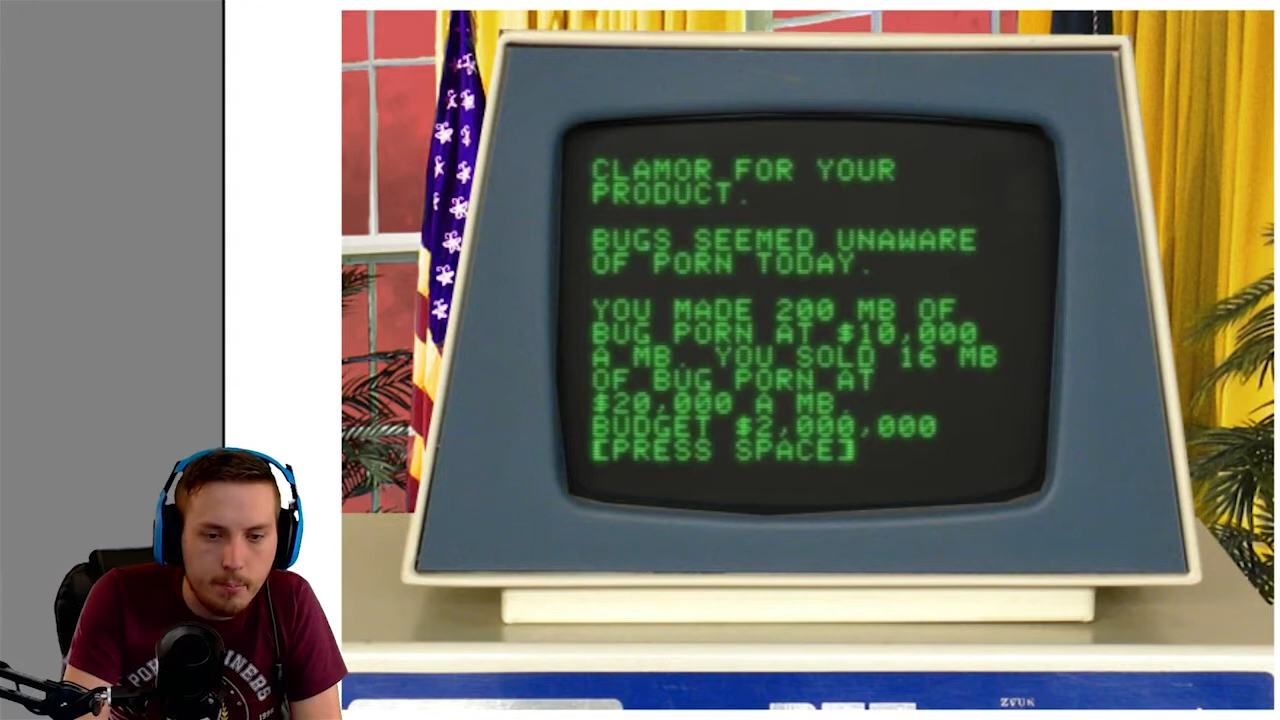 CLAMOR FOR YOUR
PRODUCT.
BUGS SEEMED UNAWARE
OF PORN TODAY.
YOU MADE 200 MB OF
BUG PORN AT $10,000
A MB. YOU SOLD 16 MB
OF BUG PORN AT
$20,000 A MB.
BUDGET $2,000,000
[PRESS SPACE]